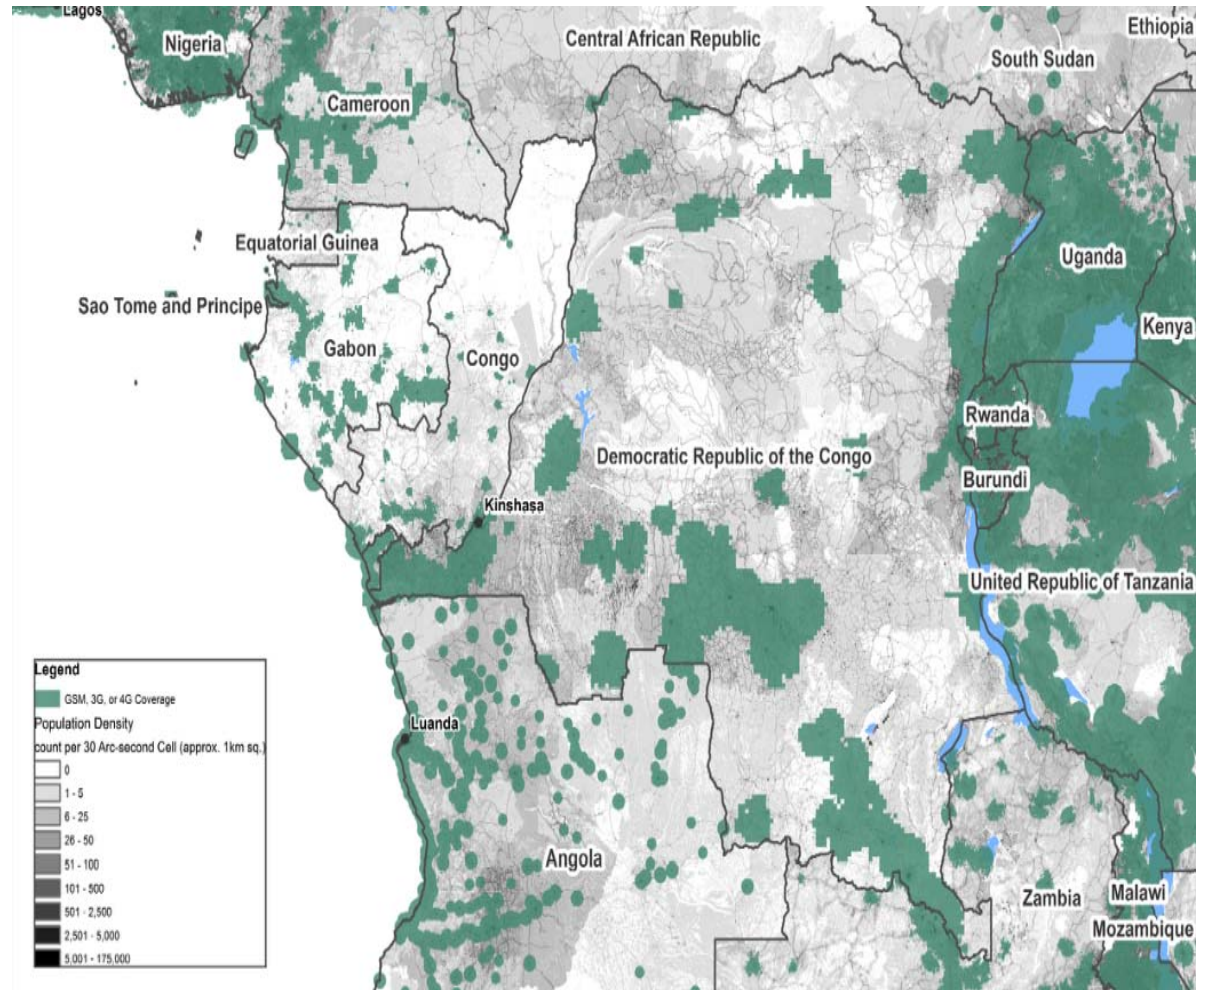 Lagos
Nigeria
Central African Republic
Ethiopia
South Sudan
Cameroon
Equatorial Guinea
Uganda
Sao Tome and Principe
Kenya
Gabon
Congo
Rwanda
Democratic Republic of the Congo
Burundi
Kinshasa
United Republic of Tanzania
Luanda
Angola
Zambia
Malawi
Mozambique
Legend
GSM, 3G, or 4G Coverage
Population Density
count per 30 Arc-second Cell (approx. 1km sq.)
0
1 - 5
6 - 25
26 - 50
51 - 100
101 - 500
501 - 2,500
2,501 - 5,000
5,001 - 175,000